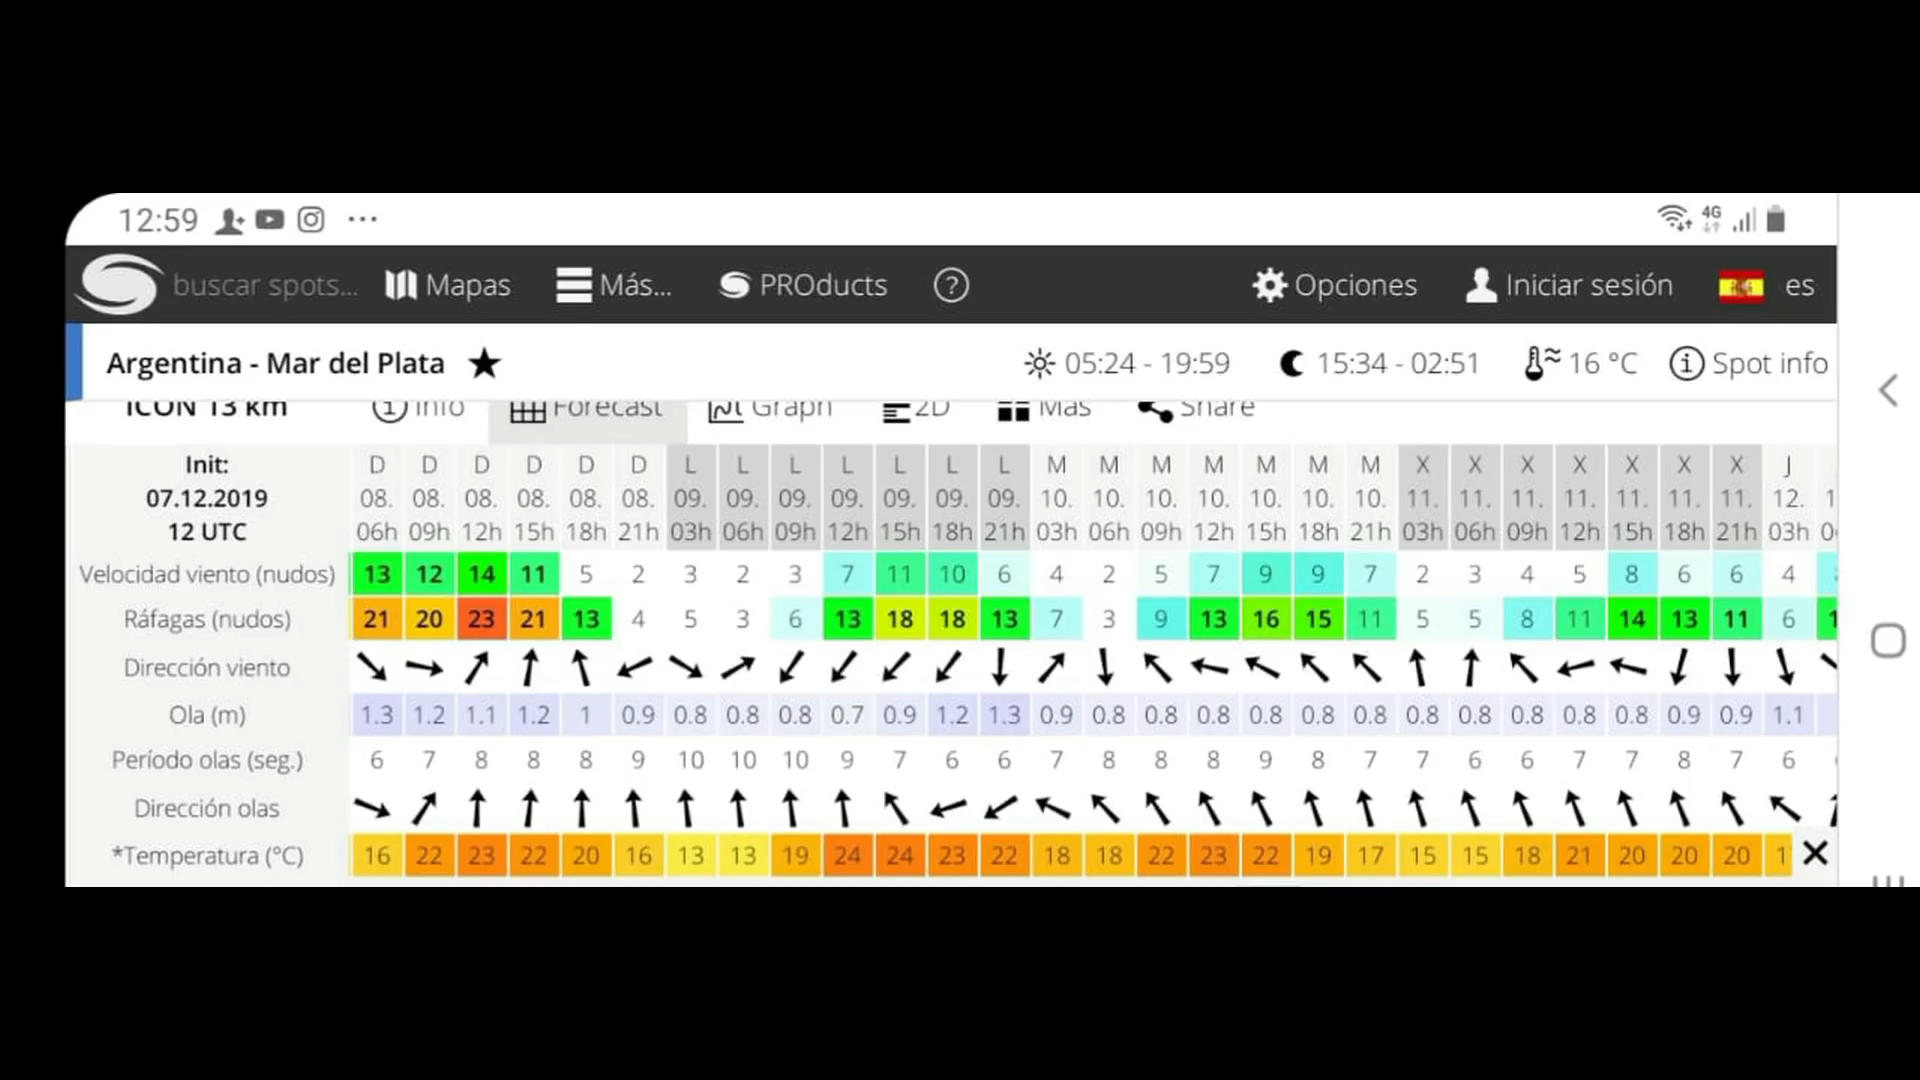 12:59 ... 4G
buscar spots... Mapas Más... PROducts ? Opciones Iniciar sesión es
Argentina - Mar del Plata ★ 05:24 - 19:59 15:34 - 02:51 16 °C Spot info
ICON 13 km Info Forecast Graph 2D Más Share
Init: D D D D D D L L L L L L L M M M M M M M X X X X X X X J
07.12.2019 08. 08. 08. 08. 08. 08. 09. 09. 09. 09. 09. 09. 09. 10. 10. 10. 10. 10. 10. 10. 11. 11. 11. 11. 11. 11. 11. 12.
12 UTC 06h 09h 12h 15h 18h 21h 03h 06h 09h 12h 15h 18h 21h 03h 06h 09h 12h 15h 18h 21h 03h 06h 09h 12h 15h 18h 21h 03h
Velocidad viento (nudos) 13 12 14 11 5 2 3 2 3 7 11 10 6 4 2 5 7 9 9 7 2 3 4 5 8 6 6 4
Ráfagas (nudos) 21 20 23 21 13 4 5 3 6 13 18 18 13 7 3 9 13 16 15 11 5 5 8 11 14 13 11 6
Dirección viento
Ola (m) 1.3 1.2 1.1 1.2 1 0.9 0.8 0.8 0.8 0.7 0.9 1.2 1.3 0.9 0.8 0.8 0.8 0.8 0.8 0.8 0.8 0.8 0.8 0.8 0.8 0.9 0.9 1.1
Período olas (seg.) 6 7 8 8 8 9 10 10 10 9 7 6 6 7 8 8 8 9 8 7 7 6 6 7 7 8 7 6
Dirección olas
*Temperatura (°C) 16 22 23 22 20 16 13 13 19 24 24 23 22 18 18 22 23 22 19 17 15 15 18 21 20 20 20